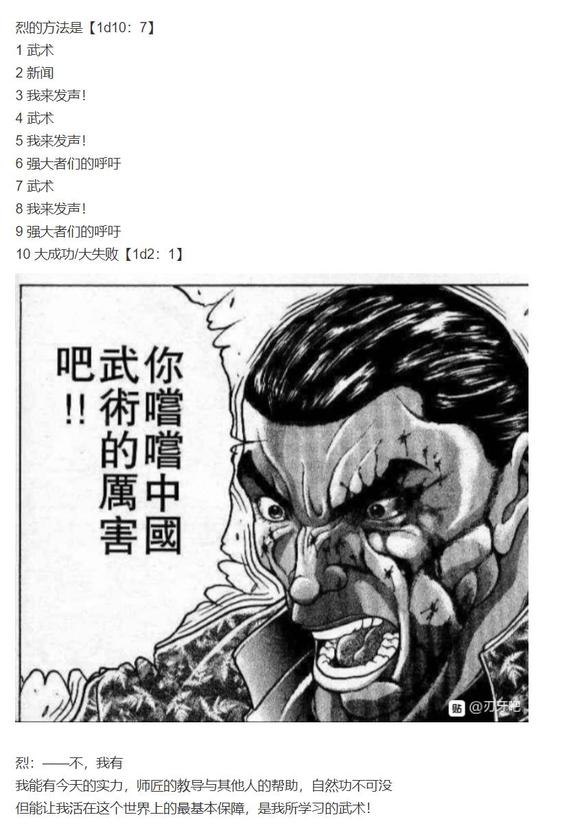 烈的方法是【1d10：7】
1 武术
2 新闻
3 我来发声！
4 武术
5 我来发声！
6 强大者们的呼吁
7 武术
8 我来发声！
9 强大者们的呼吁
10 大成功/大失败【1d2：1】
你嚐嚐中國
武術的厲害
吧!!
貼 @刃牙吧
烈：——不，我有
我能有今天的实力，师匠的教导与其他人的帮助，自然功不可没
但能让我活在这个世界上的最基本保障，是我所学习的武术！